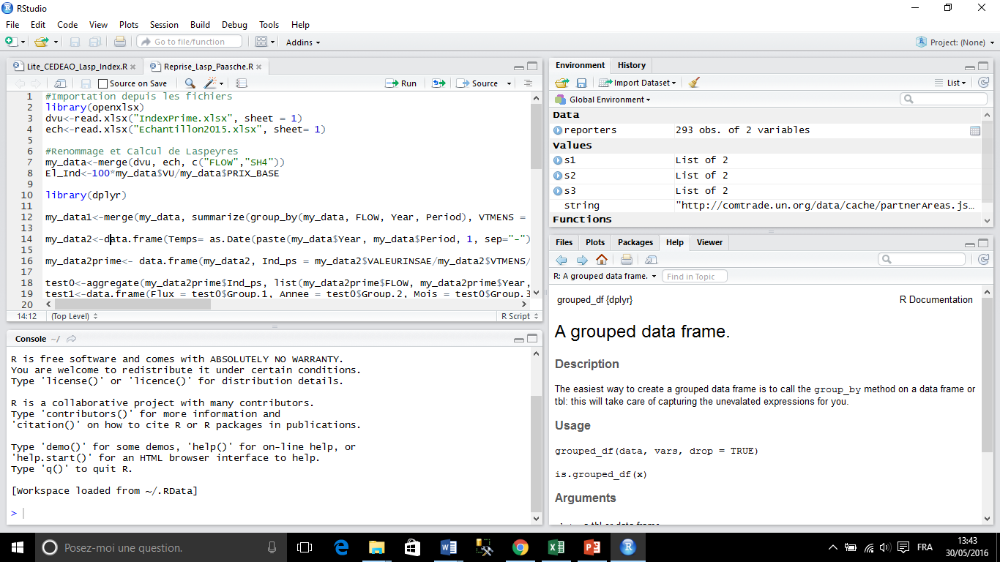 RStudio
File Edit Code View Plots Session Build Debug Tools Help
Go to file/function Addins Project: (None)
Lite_CEDEAO_Lasp_Index.R Reprise_Lasp_Paasche.R
Source on Save Run Source
1 #Importation depuis les fichiers
2 library(openxlsx)
3 dvu<-read.xlsx("IndexPrime.xlsx", sheet = 1)
4 ech<-read.xlsx("Echantillon2015.xlsx", sheet= 1)
5
6 #Renommage et Calcul de Laspeyres
7 my_data<-merge(dvu, ech, c("FLOW","SH4"))
8 El_Ind<-100*my_data$VU/my_data$PRIX_BASE
9
10 library(dplyr)
11
12 my_data1<-merge(my_data, summarize(group_by(my_data, FLOW, Year, Period), VTMENS =
13
14 my_data2<-data.frame(Temps= as.Date(paste(my_data$Year, my_data$Period, 1, sep="-")
15
16 my_data2prime<- data.frame(my_data2, Ind_ps = my_data2$VALEURINSAE/my_data2$VTMENS/
17
18 test0<-aggregate(my_data2prime$Ind_ps, list(my_data2prime$FLOW, my_data2prime$Year,
19 test1<-data.frame(Flux = test0$Group.1, Annee = test0$Group.2, Mois = test0$Group.3
20
14:12 (Top Level) R Script
Console ~/
R is free software and comes with ABSOLUTELY NO WARRANTY.
You are welcome to redistribute it under certain conditions.
Type 'license()' or 'licence()' for distribution details.
R is a collaborative project with many contributors.
Type 'contributors()' for more information and
'citation()' on how to cite R or R packages in publications.
Type 'demo()' for some demos, 'help()' for on-line help, or
'help.start()' for an HTML browser interface to help.
Type 'q()' to quit R.
[Workspace loaded from ~/.RData]
>
Environment History
Import Dataset List
Global Environment
Data
reporters 293 obs. of 2 variables
Values
s1 List of 2
s2 List of 2
s3 List of 2
string "http://comtrade.un.org/data/cache/partnerAreas.js…
Functions
Files Plots Packages Help Viewer
R: A grouped data frame. Find in Topic
grouped_df {dplyr} R Documentation
A grouped data frame.
Description
The easiest way to create a grouped data frame is to call the group_by method on a data frame or
tbl: this will take care of capturing the unevalated expressions for you.
Usage
grouped_df(data, vars, drop = TRUE)
is.grouped_df(x)
Arguments
a tbl or data frame
Posez-moi une question. FRA 13:43
30/05/2016